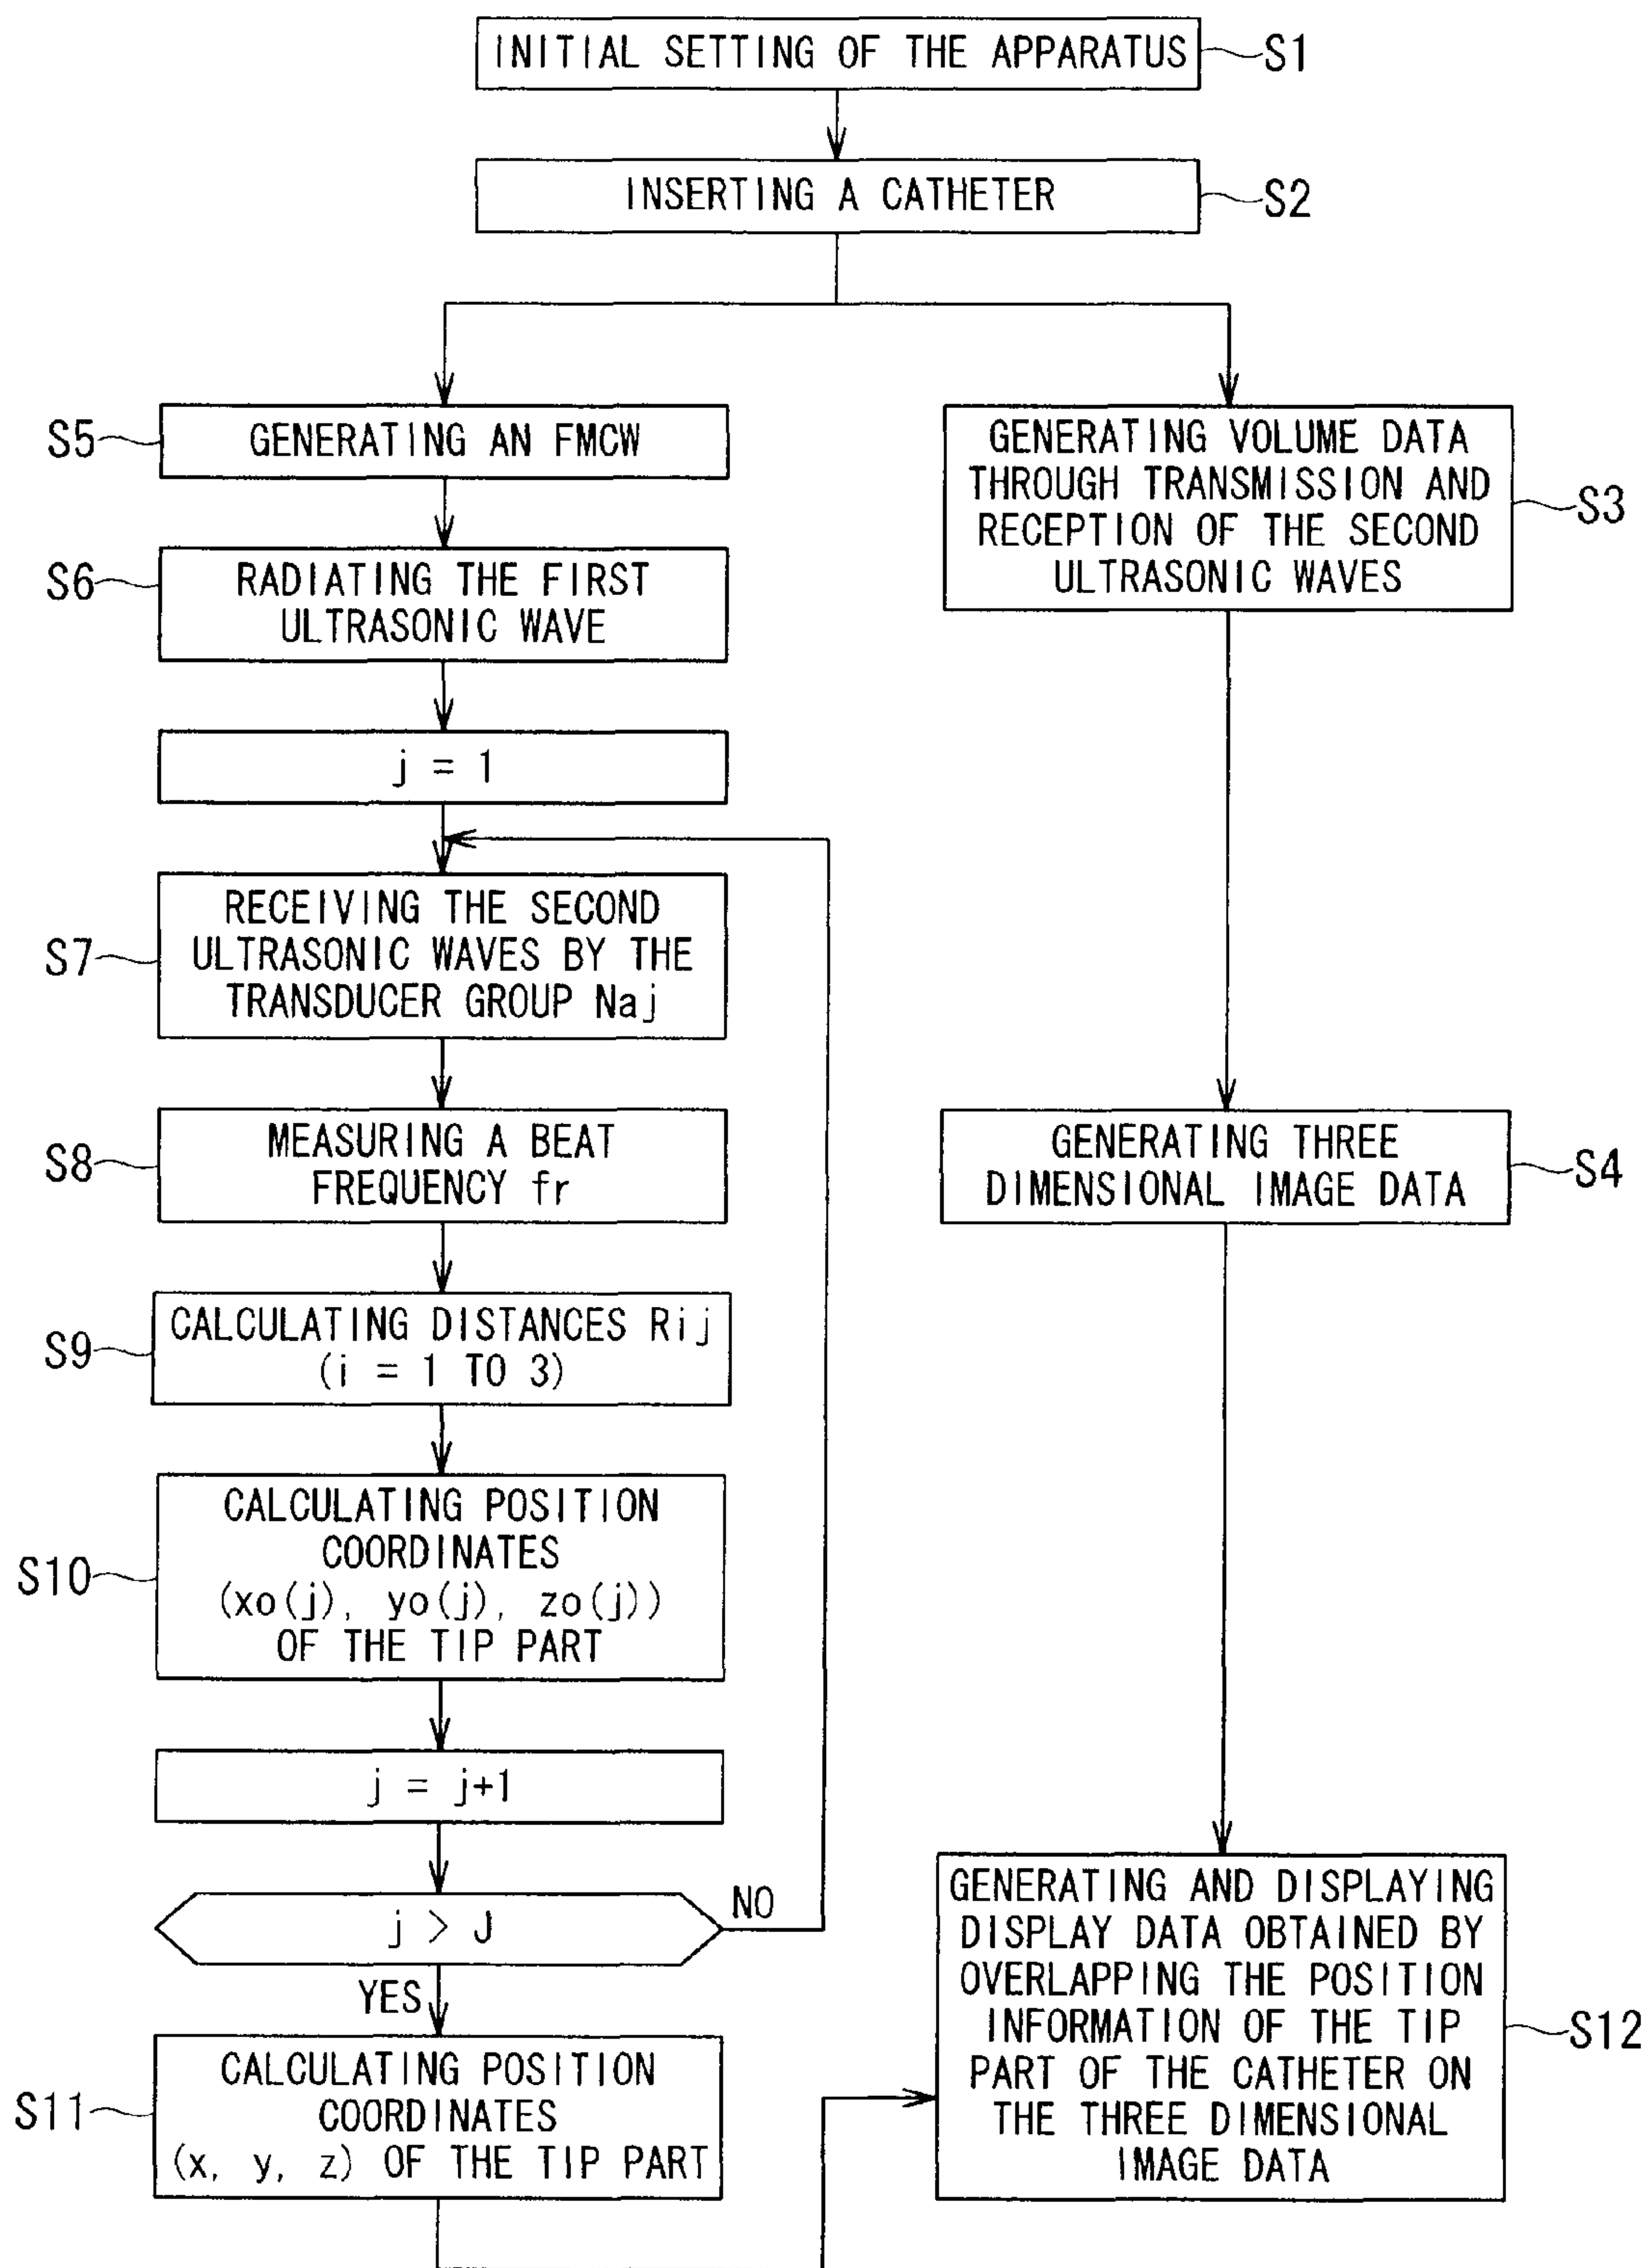 INITIAL SETTING OF THE APPARATUS
S1
INSERTING A CATHETER
S2
S5
GENERATING AN FMCW
S6
RADIATING THE FIRST
ULTRASONIC WAVE
j = 1
S7
RECEIVING THE SECOND
ULTRASONIC WAVES BY THE
TRANSDUCER GROUP Naj
S8
MEASURING A BEAT
FREQUENCY fr
S9
CALCULATING DISTANCES Rij
(i = 1 TO 3)
S10
CALCULATING POSITION
COORDINATES
(xo(j), yo(j), zo(j))
OF THE TIP PART
j = j+1
j > J
NO
YES
S11
CALCULATING POSITION
COORDINATES
(x, y, z) OF THE TIP PART
GENERATING VOLUME DATA
THROUGH TRANSMISSION AND
RECEPTION OF THE SECOND
ULTRASONIC WAVES
S3
GENERATING THREE
DIMENSIONAL IMAGE DATA
S4
GENERATING AND DISPLAYING
DISPLAY DATA OBTAINED BY
OVERLAPPING THE POSITION
INFORMATION OF THE TIP
PART OF THE CATHETER ON
THE THREE DIMENSIONAL
IMAGE DATA
S12